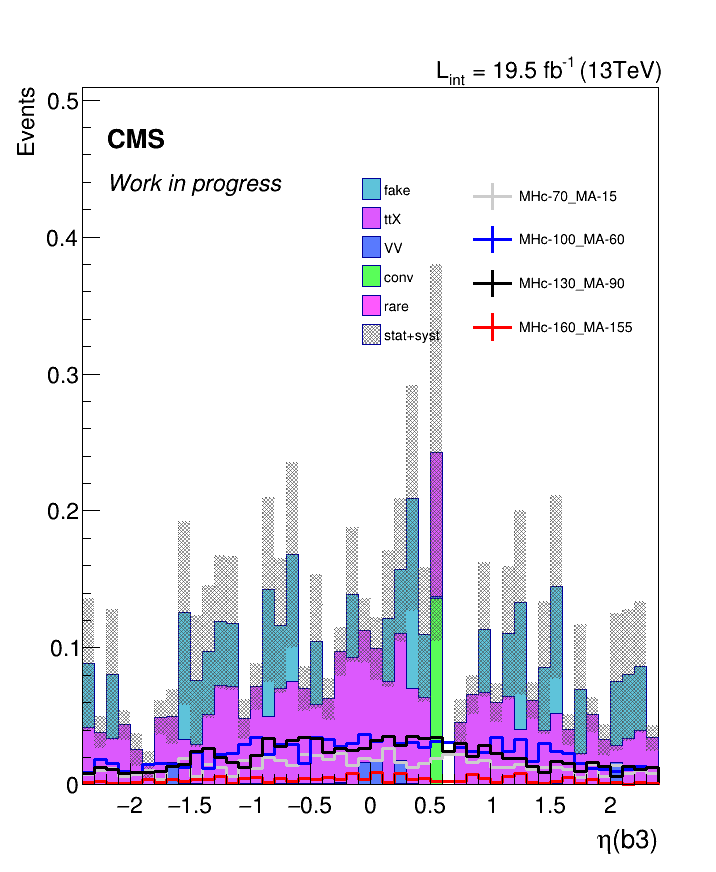 L_int = 19.5 fb^-1 (13TeV)
Events
CMS
Work in progress
fake
ttX
VV
conv
rare
stat+syst
MHc-70_MA-15
MHc-100_MA-60
MHc-130_MA-90
MHc-160_MA-155
0.5
0.4
0.3
0.2
0.1
0
−2 −1.5 −1 −0.5 0 0.5 1 1.5 2
η(b3)